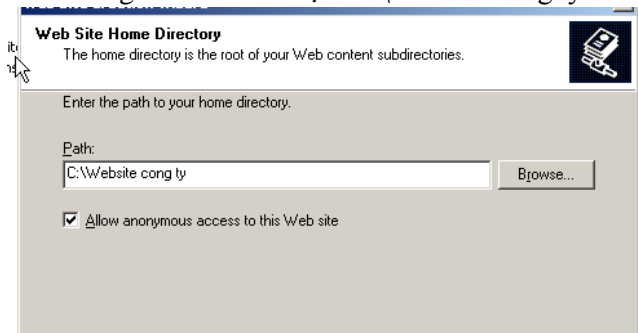 Web Site Home Directory
The home directory is the root of your Web content subdirectories.
Enter the path to your home directory.
Path:
C:\Website cong ty
Browse...
Allow anonymous access to this Web site